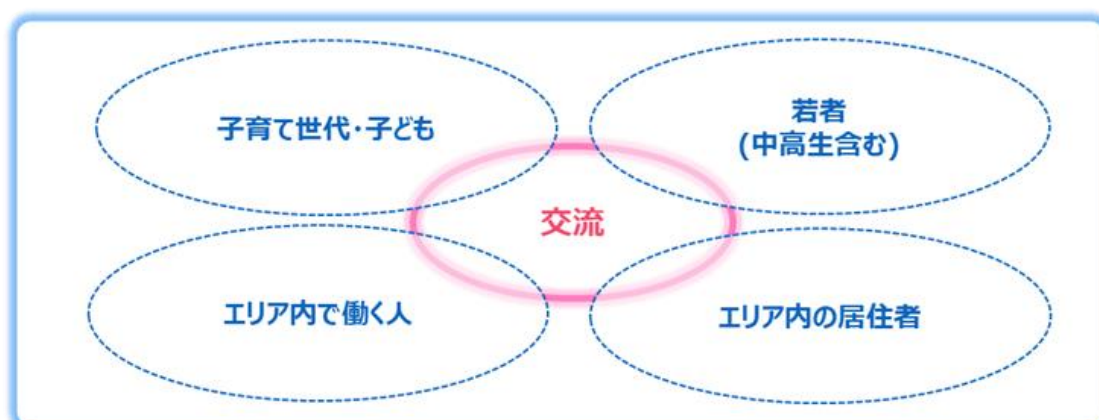 子育て世代・子ども
若者
(中高生含む)
交流
エリア内で働く人
エリア内の居住者